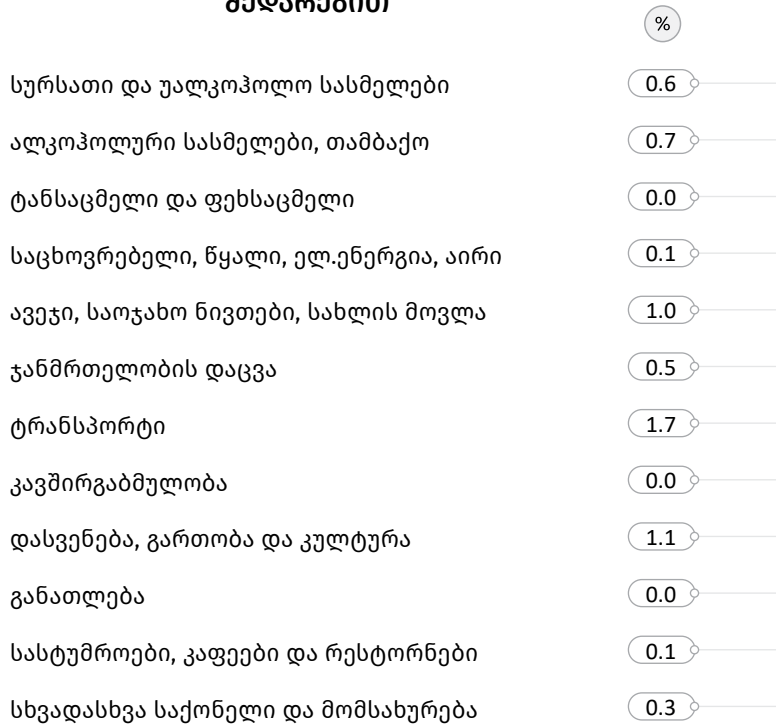 შედარებით
%
სურსათი და უალკოჰოლო სასმელები 0.6
ალკოჰოლური სასმელები, თამბაქო 0.7
ტანსაცმელი და ფეხსაცმელი 0.0
საცხოვრებელი, წყალი, ელ.ენერგია, აირი 0.1
ავეჯი, საოჯახო ნივთები, სახლის მოვლა 1.0
ჯანმრთელობის დაცვა 0.5
ტრანსპორტი 1.7
კავშირგაბმულობა 0.0
დასვენება, გართობა და კულტურა 1.1
განათლება 0.0
სასტუმროები, კაფეები და რესტორნები 0.1
სხვადასხვა საქონელი და მომსახურება 0.3